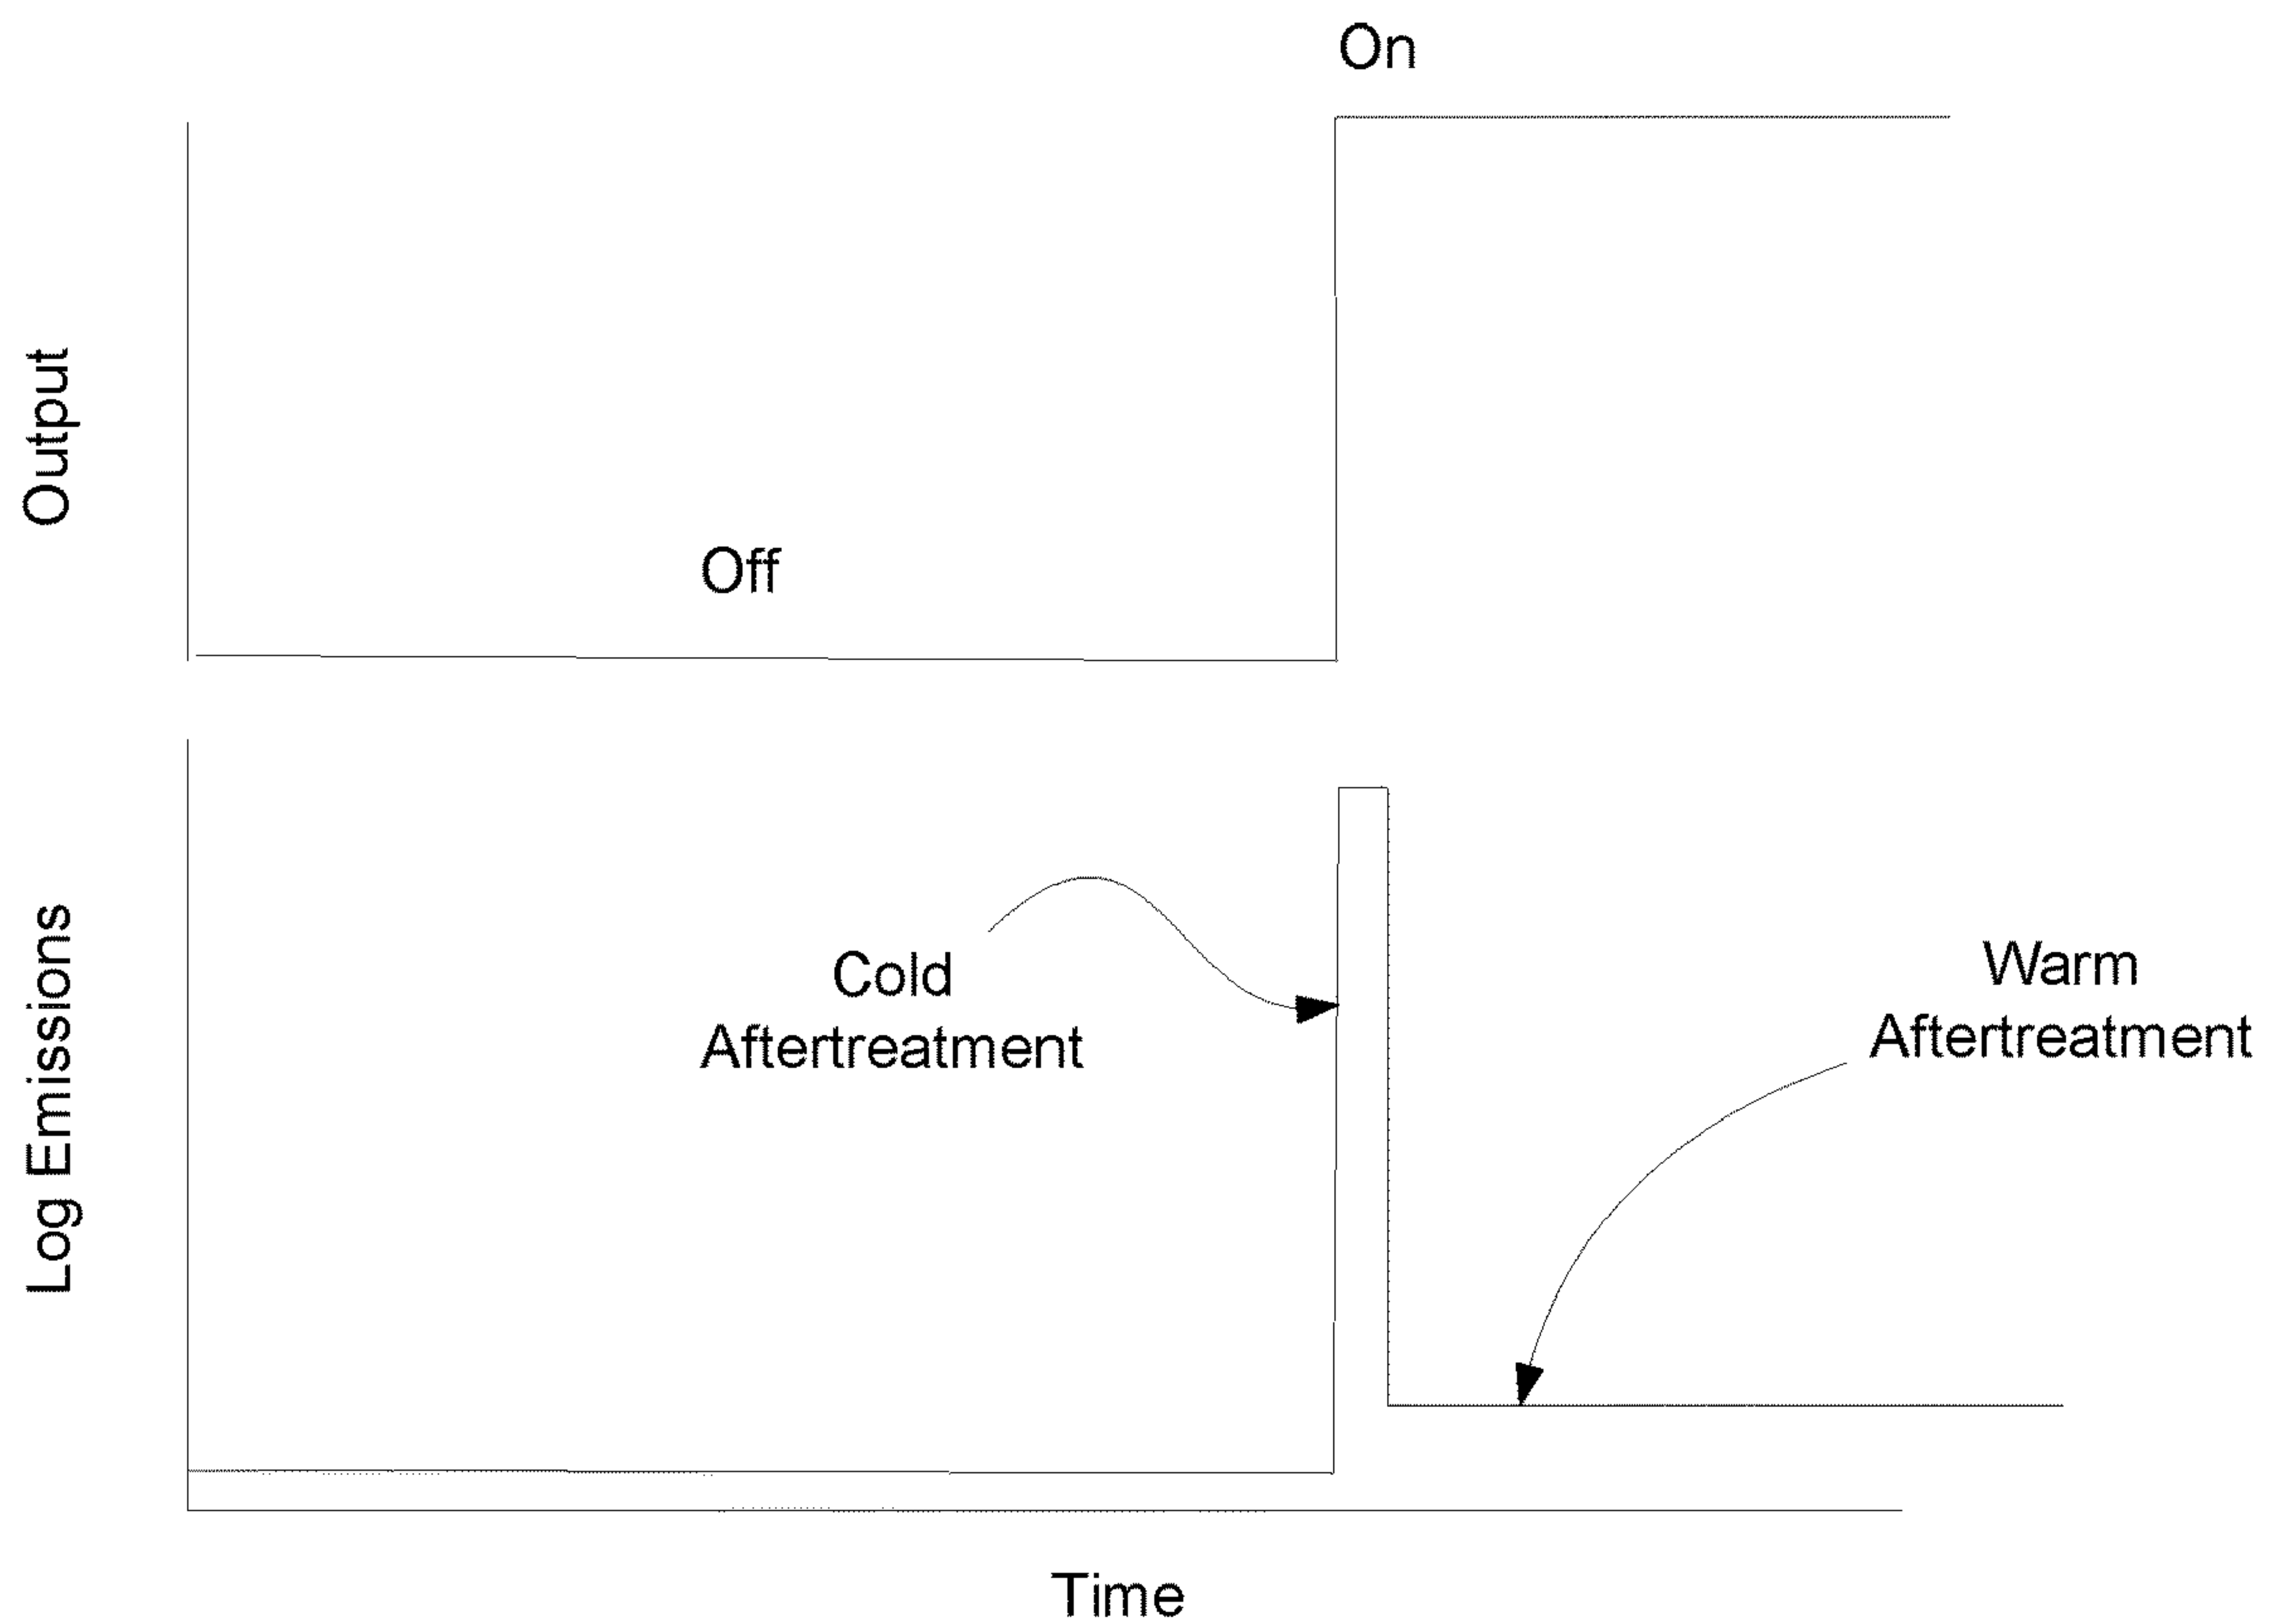 On
Output
Off
Log Emissions
Cold
Aftertreatment
Warm
Aftertreatment
Time